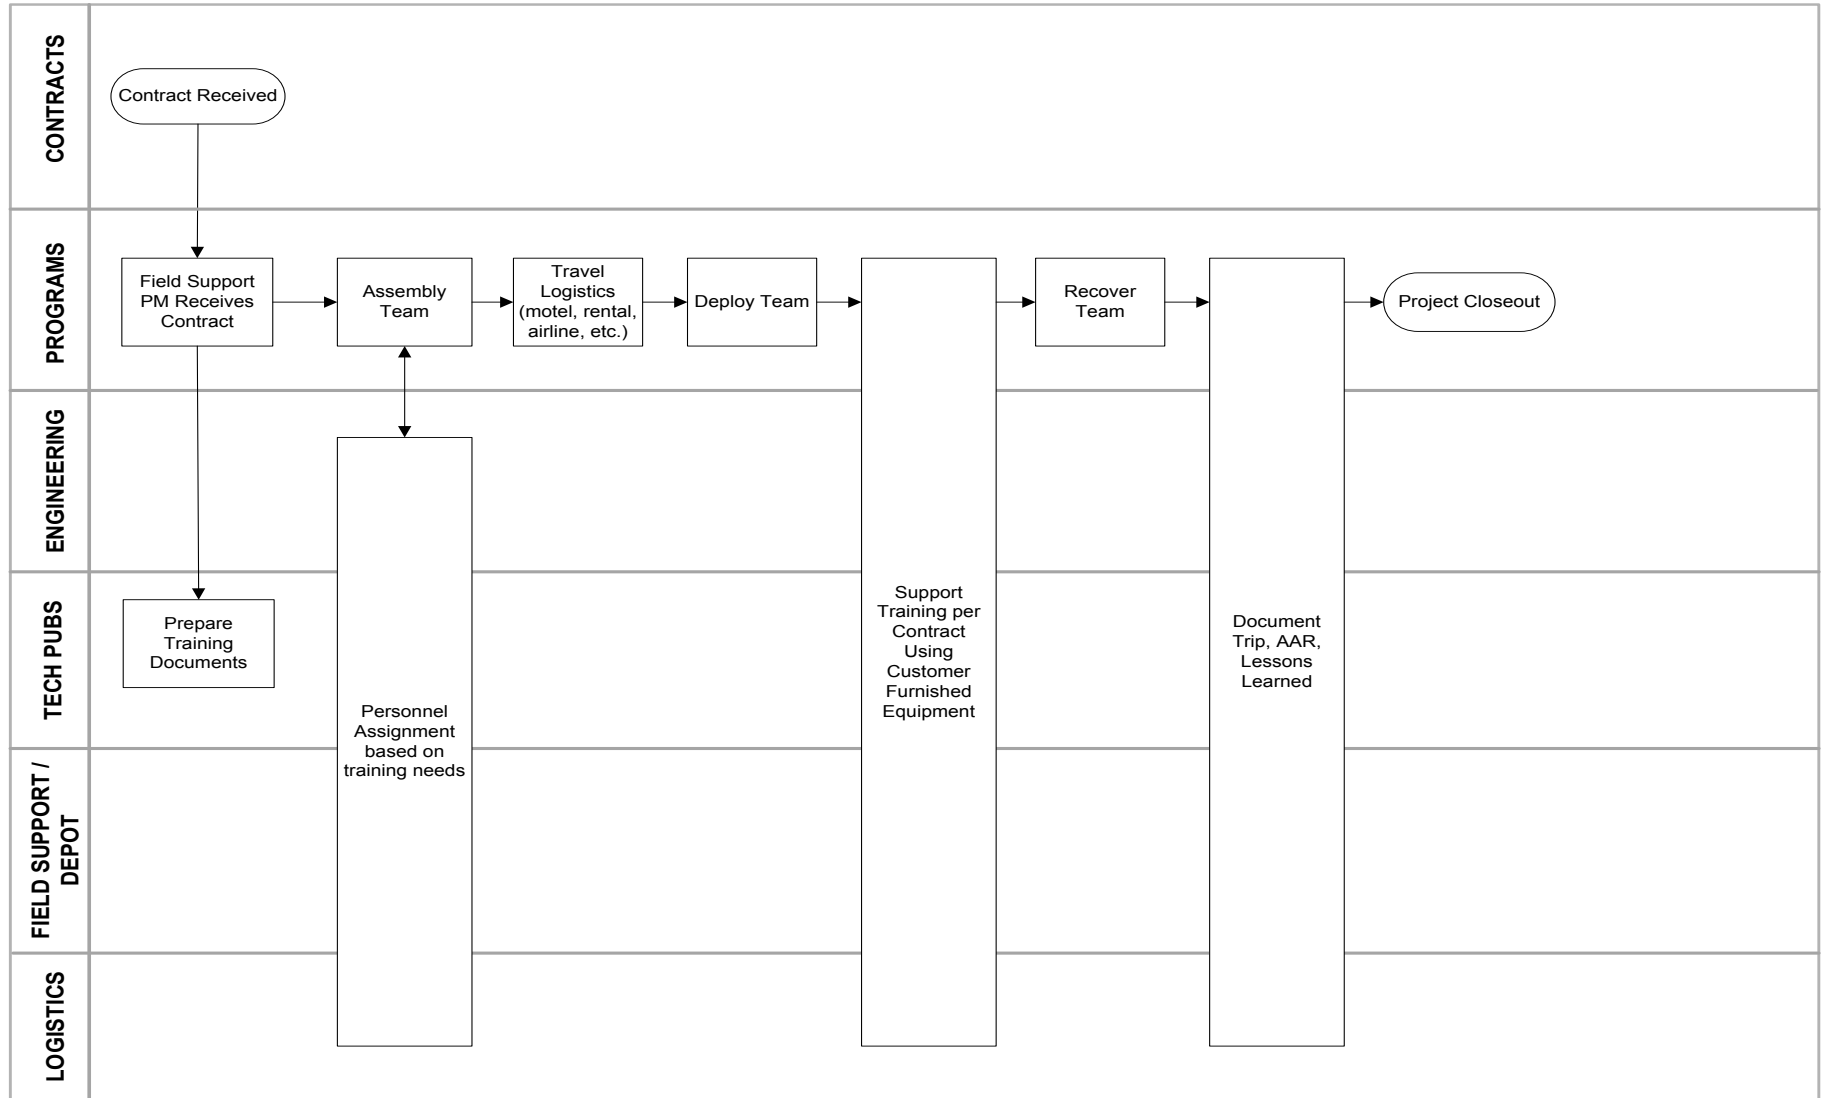 CONTRACTS
Contract Received
PROGRAMS
Field Support
PM Receives
Contract
Assembly
Team
Travel
Logistics
(motel, rental,
airline, etc.)
Deploy Team
Recover
Team
Project Closeout
ENGINEERING
TECH PUBS
Prepare
Training
Documents
Personnel
Assignment
based on
training needs
Support
Training per
Contract
Using
Customer
Furnished
Equipment
Document
Trip, AAR,
Lessons
Learned
FIELD SUPPORT /
DEPOT
LOGISTICS